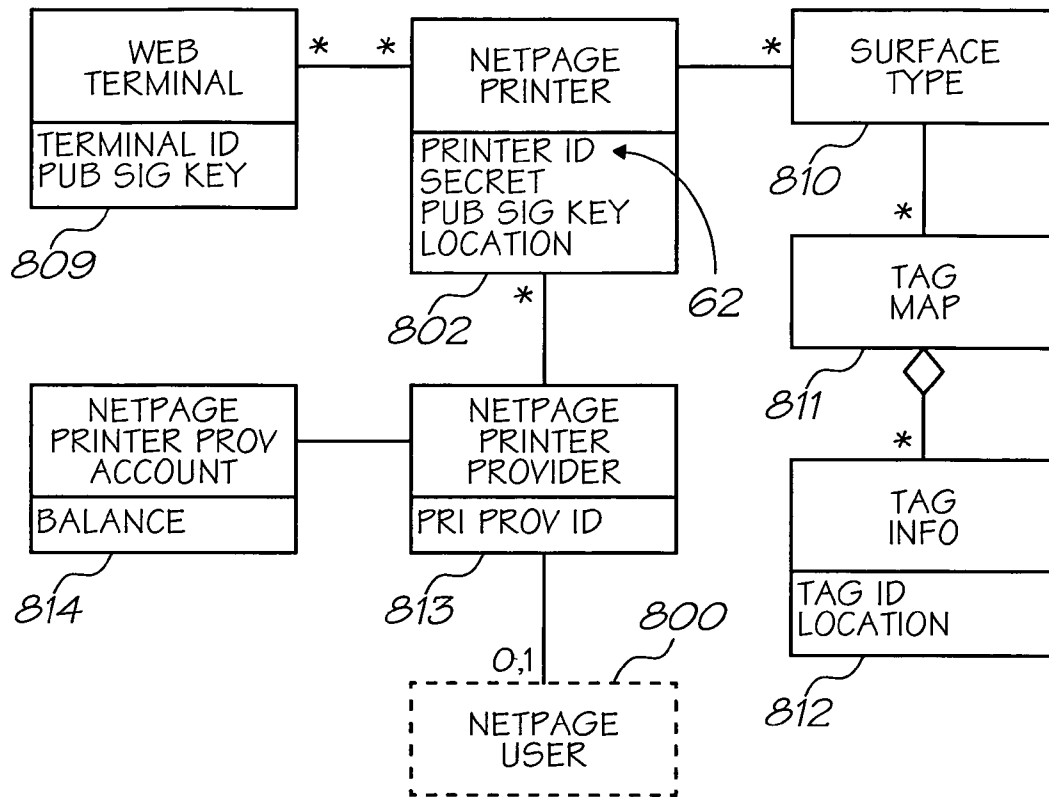 WEB
TERMINAL
TERMINAL ID
PUB SIG KEY
809
*
*
NETPAGE
PRINTER
PRINTER ID
SECRET
PUB SIG KEY
LOCATION
802
62
*
*
SURFACE
TYPE
810
*
TAG
MAP
811
*
TAG
INFO
TAG ID
LOCATION
812
NETPAGE
PRINTER PROV
ACCOUNT
BALANCE
814
NETPAGE
PRINTER
PROVIDER
PRI PROV ID
813
0,1
800
NETPAGE
USER